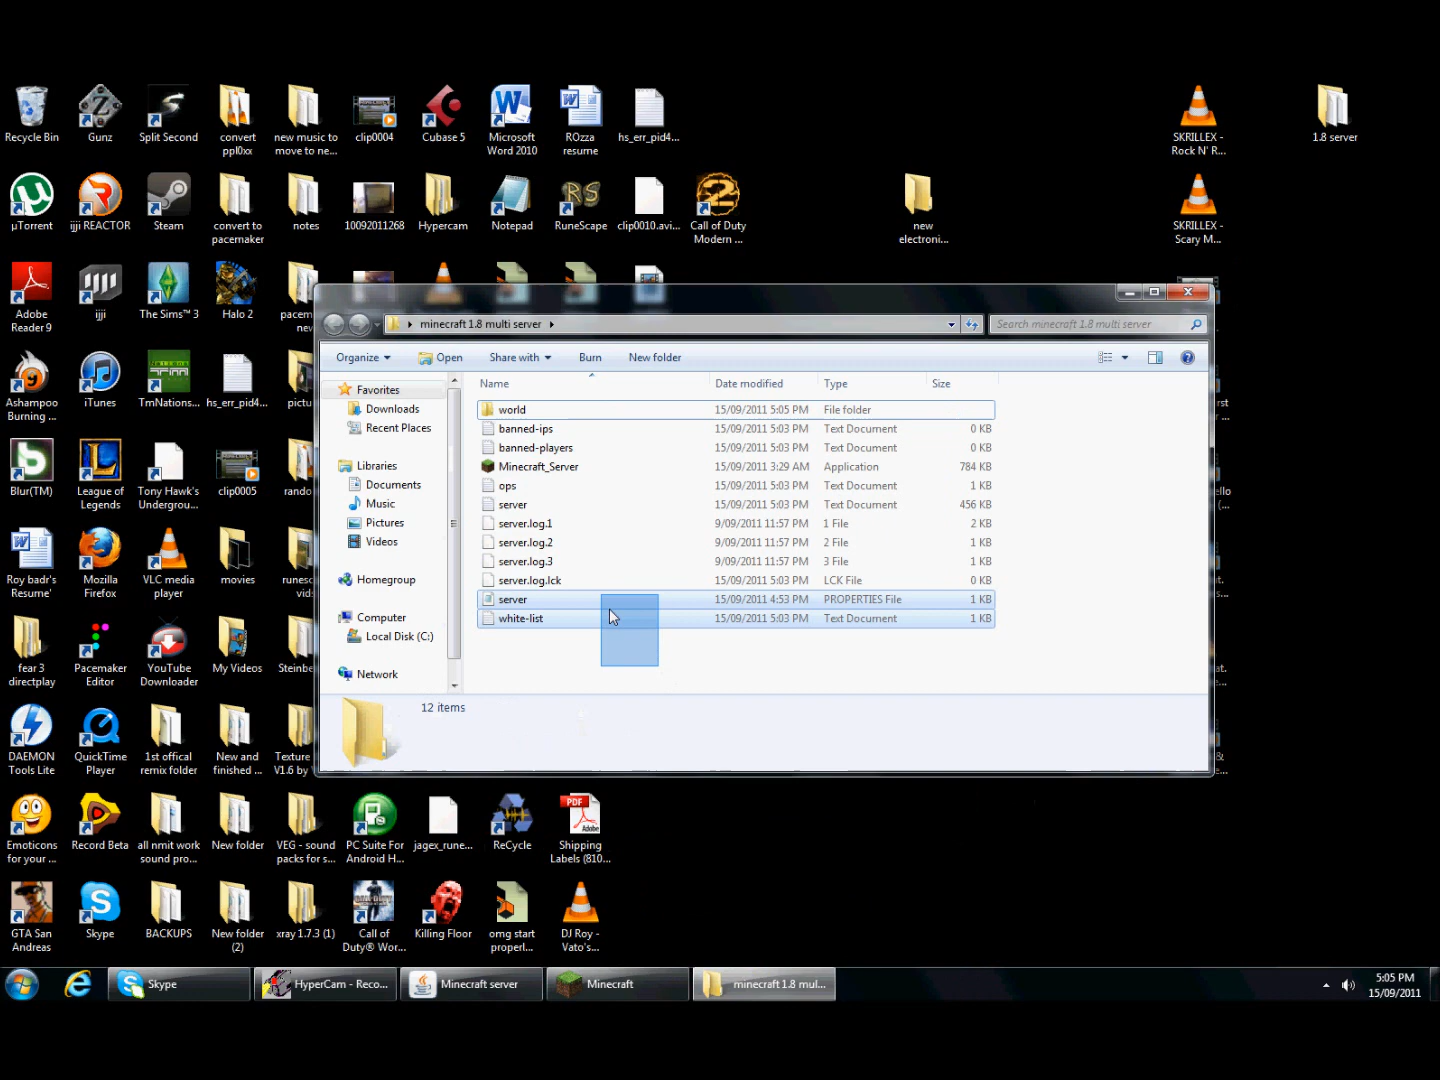 Recycle Bin
Gunz
Split Second
convert
ppl0xx
new music to
move to ne...
clip0004
Cubase 5
Microsoft
Word 2010
ROzza
resume
hs_err_pid4...
SKRILLEX -
Rock N' R...
1.8 server
µTorrent
ijji REACTOR
Steam
convert to
pacemaker
notes
10092011268
Hypercam
Notepad
RuneScape
clip0010.avi...
Call of Duty
Modern ...
new
electroni...
SKRILLEX -
Scary M...
Adobe
Reader 9
ijji
The Sims™ 3
Halo 2
pacem
new
minecraft 1.8 multi server
Search minecraft 1.8 multi server
Organize
Open
Share with
Burn
New folder
Name
Date modified
Type
Size
Favorites
Downloads
Recent Places
Libraries
Documents
Music
Pictures
Videos
Homegroup
Computer
Local Disk (C:)
Network
world 15/09/2011 5:05 PM File folder
banned-ips 15/09/2011 5:03 PM Text Document 0 KB
banned-players 15/09/2011 5:03 PM Text Document 0 KB
Minecraft_Server 15/09/2011 3:29 AM Application 784 KB
ops 15/09/2011 5:03 PM Text Document 1 KB
server 15/09/2011 5:03 PM Text Document 456 KB
server.log.1 9/09/2011 11:57 PM 1 File 2 KB
server.log.2 9/09/2011 11:57 PM 2 File 1 KB
server.log.3 9/09/2011 11:57 PM 3 File 1 KB
server.log.lck 15/09/2011 5:03 PM LCK File 0 KB
server 15/09/2011 4:53 PM PROPERTIES File 1 KB
white-list 15/09/2011 5:03 PM Text Document 1 KB
12 items
Ashampoo
Burning ...
iTunes
TmNations...
hs_err_pid4...
pictu
Blur(TM)
League of
Legends
Tony Hawk's
Undergrou...
clip0005
rando
Roy badr's
Resume'
Mozilla
Firefox
VLC media
player
movies
runesc
vid
fear 3
directplay
Pacemaker
Editor
YouTube
Downloader
My Videos
Steinbe
DAEMON
Tools Lite
QuickTime
Player
1st offical
remix folder
New and
finished ...
Texture
V1.6 by
Emoticons
for your ...
Record Beta
all nmit work
sound pro...
New folder
VEG - sound
packs for s...
PC Suite For
Android H...
jagex_rune...
ReCycle
Shipping
Labels (810...
GTA San
Andreas
Skype
BACKUPS
New folder
(2)
xray 1.7.3 (1)
Call of
Duty® Wor...
Killing Floor
omg start
properl...
DJ Roy -
Vato's...
Skype
HyperCam - Reco...
Minecraft server
Minecraft
minecraft 1.8 mul...
5:05 PM
15/09/2011